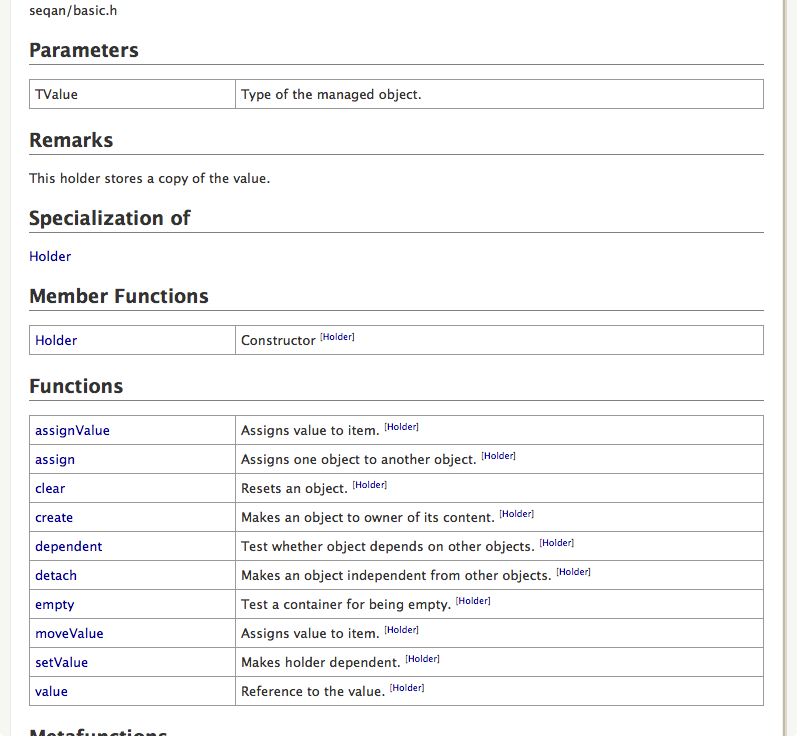 seqan/basic.h
Parameters
TValue Type of the managed object.
Remarks
This holder stores a copy of the value.
Specialization of
Holder
Member Functions
Holder Constructor [Holder]
Functions
assignValue Assigns value to item. [Holder]
assign Assigns one object to another object. [Holder]
clear Resets an object. [Holder]
create Makes an object to owner of its content. [Holder]
dependent Test whether object depends on other objects. [Holder]
detach Makes an object independent from other objects. [Holder]
empty Test a container for being empty. [Holder]
moveValue Assigns value to item. [Holder]
setValue Makes holder dependent. [Holder]
value Reference to the value. [Holder]
Metafunctions